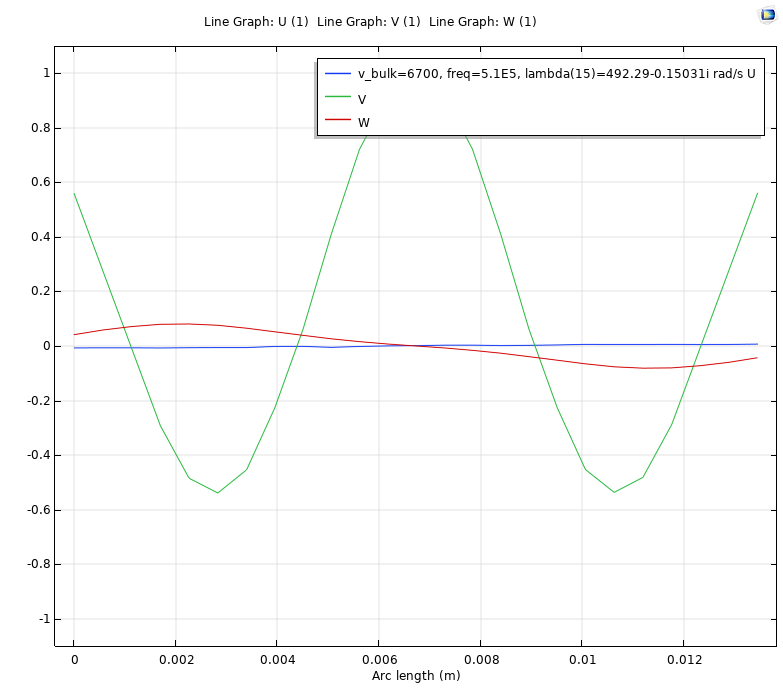 Line Graph: U (1) Line Graph: V (1) Line Graph: W (1)
v_bulk=6700, freq=5.1E5, lambda(15)=492.29-0.15031i rad/s U
V
W
1
0.8
0.6
0.4
0.2
0
-0.2
-0.4
-0.6
-0.8
-1
0 0.002 0.004 0.006 0.008 0.01 0.012
Arc length (m)